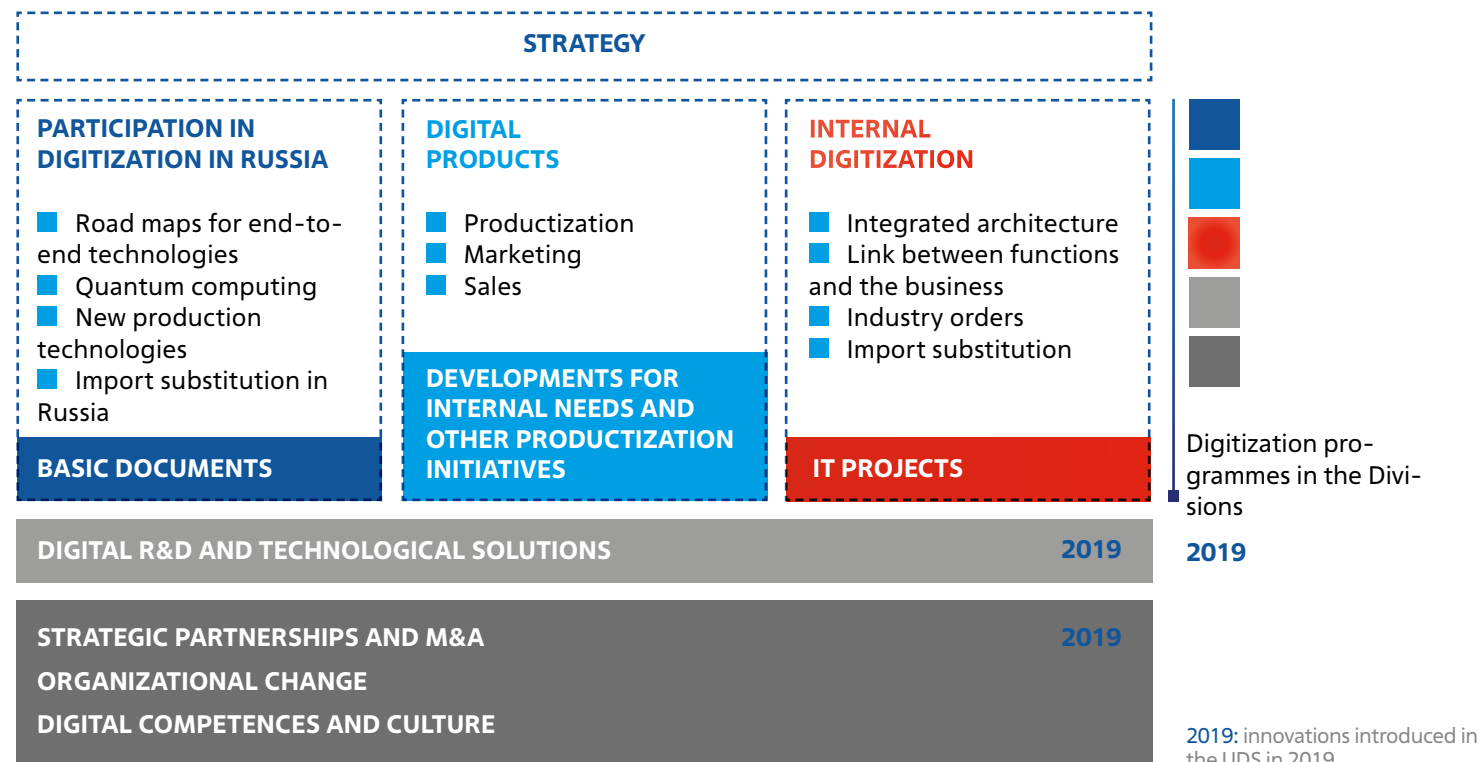 STRATEGY
PARTICIPATION IN
DIGITIZATION IN RUSSIA
Road maps for end-to-
end technologies
Quantum computing
New production
technologies
Import substitution in
Russia
BASIC DOCUMENTS
DIGITAL
PRODUCTS
Productization
Marketing
Sales
DEVELOPMENTS FOR
INTERNAL NEEDS AND
OTHER PRODUCTIZATION
INITIATIVES
INTERNAL
DIGITIZATION
Integrated architecture
Link between functions
and the business
Industry orders
Import substitution
IT PROJECTS
Digitization pro-
grammes in the Divi-
sions
2019
DIGITAL R&D AND TECHNOLOGICAL SOLUTIONS 2019
STRATEGIC PARTNERSHIPS AND M&A 2019
ORGANIZATIONAL CHANGE
DIGITAL COMPETENCES AND CULTURE
2019: innovations introduced in
the UDS in 2019